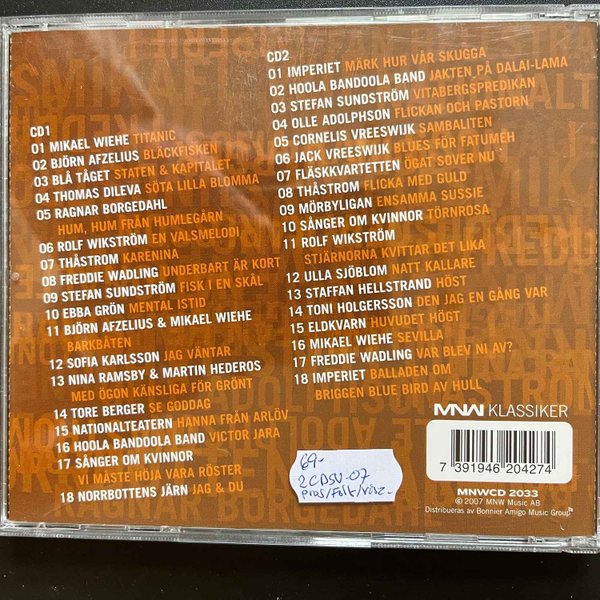 CD1
01 MIKAEL WIEHE TITANIC
02 BJÖRN AFZELIUS BLÄCKFISKEN
03 BLÅ TÅGET STATEN & KAPITALET
04 THOMAS DILEVA SÖTA LILLA BLOMMA
05 RAGNAR BORGEDAHL
HUM, HUM FRÅN HUMLEGÅRN
06 ROLF WIKSTRÖM EN VALSMELODI
07 THÅSTROM KARENINA
08 FREDDIE WADLING UNDERBART ÄR KORT
09 STEFAN SUNDSTRÖM FISK I EN SKÅL
10 EBBA GRÖN MENTAL ISTID
11 BJÖRN AFZELIUS & MIKAEL WIEHE
BARKBÅTEN
12 SOFIA KARLSSON JAG VÄNTAR
13 NINA RAMSBY & MARTIN HEDEROS
MED ÖGON KÄNSLIGA FÖR GRÖNT
14 TORE BERGER SE GODDAG
15 NATIONALTEATERN HANNA FRÅN ARLÖV
16 HOOLA BANDOOLA BAND VICTOR JARA
17 SÅNGER OM KVINNOR
VI MÅSTE HÖJA VARA RÖSTER
18 NORRBOTTENS JÄRN JAG & DU
CD2
01 IMPERIET MÄRK HUR VÅR SKUGGA
02 HOOLA BANDOOLA BAND JAKTEN PÅ DALAI-LAMA
03 STEFAN SUNDSTRÖM VITABERGSPREDIKAN
04 OLLE ADOLPHSON FLICKAN OCH PASTORN
05 CORNELIS VREESWIJK SAMBALITEN
06 JACK VREESWIJK BLUES FÖR FATUMEH
07 FLÄSKKVARTETTEN ÖGAT SOVER NU
08 THÅSTROM FLICKA MED GULD
09 MÖRBYLIGAN ENSAMMA SUSSIE
10 SÅNGER OM KVINNOR TÖRNROSA
11 ROLF WIKSTRÖM
STJÄRNORNA KVITTAR DET LIKA
12 ULLA SJÖBLOM NATT KALLARE
13 STAFFAN HELLSTRAND HÖST
14 TONI HOLGERSSON DEN JAG EN GÅNG VAR
15 ELDKVARN HUVUDET HÖGT
16 MIKAEL WIEHE SEVILLA
17 FREDDIE WADLING VAR BLEV NI AV?
18 IMPERIET BALLADEN OM
BRIGGEN BLUE BIRD AV HULL
MNW KLASSIKER
7 391946 204274
MNWCD 2033
© 2007 MNW Music AB
Distribueras av Bonnier Amigo Music Group
69:-
2CDSV-07
prog/Folk/visa-